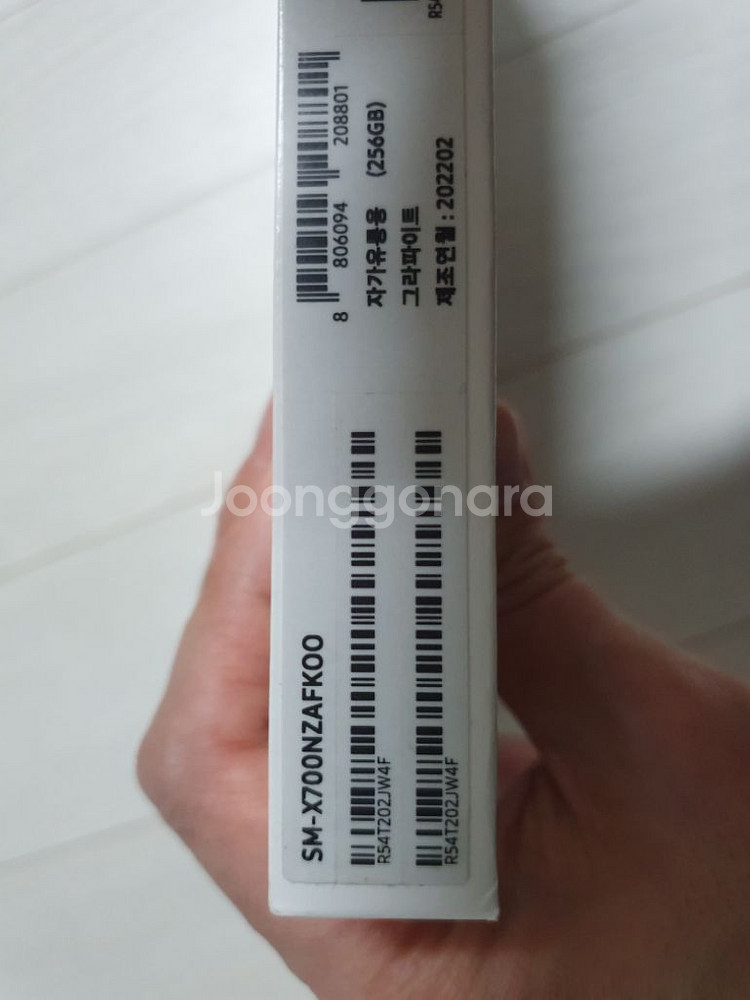 SM-X700NZAFKOO
R54T202JW4F
R54T202JW4F
8 806094 208801
자가유통용 (256GB)
그라파이트
제조연월 : 202202
R54
Joonggonara